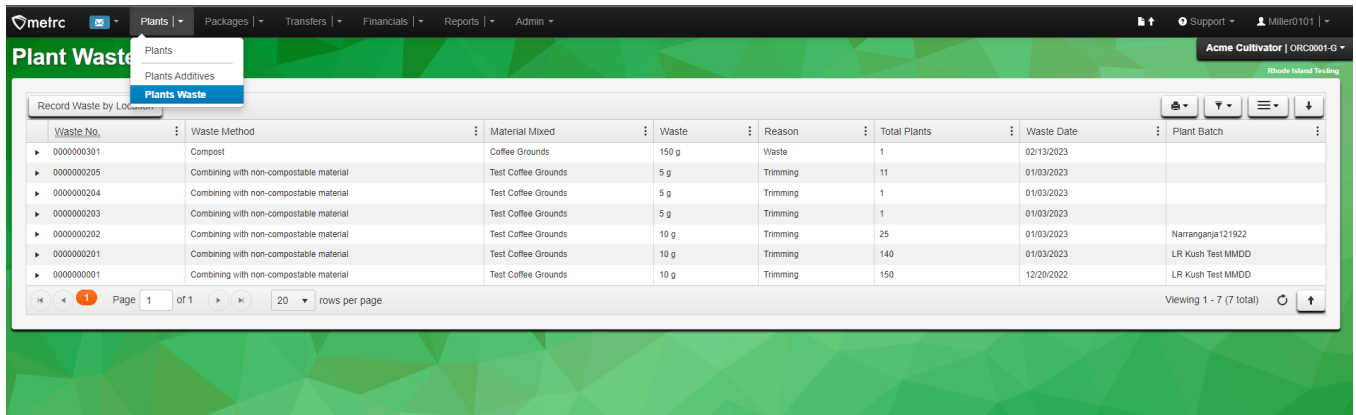 metrc Plants | Packages | Transfers | Financials | Reports | Admin Support Miller0101 |
Plant Waste
Plants
Plants Additives
Plants Waste
Acme Cultivator | ORC0001-G
Rhode Island Testing
Record Waste by Location
Waste No. Waste Method Material Mixed Waste Reason Total Plants Waste Date Plant Batch
0000000301 Compost Coffee Grounds 150 g Waste 1 02/13/2023
0000000205 Combining with non-compostable material Test Coffee Grounds 5 g Trimming 11 01/03/2023
0000000204 Combining with non-compostable material Test Coffee Grounds 5 g Trimming 1 01/03/2023
0000000203 Combining with non-compostable material Test Coffee Grounds 5 g Trimming 1 01/03/2023
0000000202 Combining with non-compostable material Test Coffee Grounds 10 g Trimming 25 01/03/2023 Narranganja121922
0000000201 Combining with non-compostable material Test Coffee Grounds 10 g Trimming 140 01/03/2023 LR Kush Test MMDD
0000000001 Combining with non-compostable material Test Coffee Grounds 10 g Trimming 150 12/20/2022 LR Kush Test MMDD
1 Page 1 of 1 20 rows per page Viewing 1 - 7 (7 total)